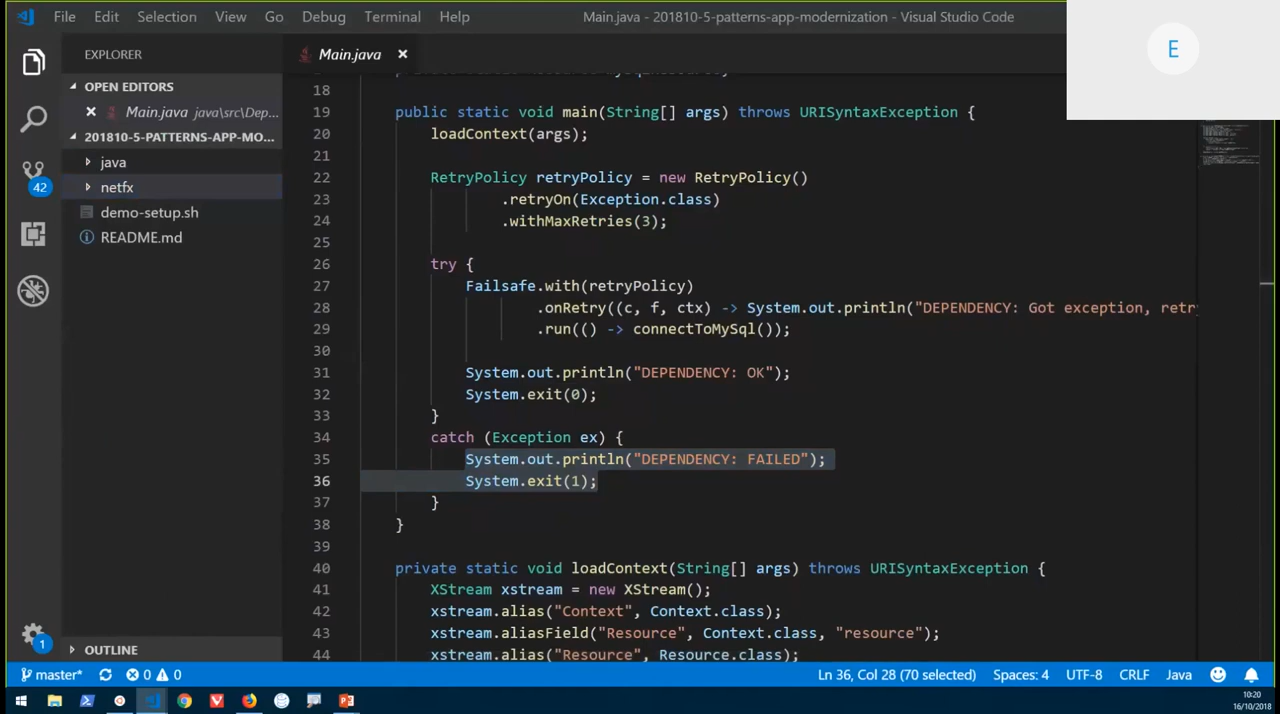 File Edit Selection View Go Debug Terminal Help Main.java - 201810-5-patterns-app-modernization - Visual Studio Code
E
EXPLORER
Main.java
OPEN EDITORS
Main.java java\src\Dep...
201810-5-PATTERNS-APP-MO...
java
netfx
demo-setup.sh
README.md
42
1
OUTLINE
18
19 public static void main(String[] args) throws URISyntaxException {
20 loadContext(args);
21
22 RetryPolicy retryPolicy = new RetryPolicy()
23 .retryOn(Exception.class)
24 .withMaxRetries(3);
25
26 try {
27 Failsafe.with(retryPolicy)
28 .onRetry((c, f, ctx) -> System.out.println("DEPENDENCY: Got exception, retr
29 .run(() -> connectToMySql());
30
31 System.out.println("DEPENDENCY: OK");
32 System.exit(0);
33 }
34 catch (Exception ex) {
35 System.out.println("DEPENDENCY: FAILED");
36 System.exit(1);
37 }
38 }
39
40 private static void loadContext(String[] args) throws URISyntaxException {
41 XStream xstream = new XStream();
42 xstream.alias("Context", Context.class);
43 xstream.aliasField("Resource", Context.class, "resource");
44 xstream.alias("Resource", Resource.class);
master* 0 0 Ln 36, Col 28 (70 selected) Spaces: 4 UTF-8 CRLF Java
10:20
16/10/2018